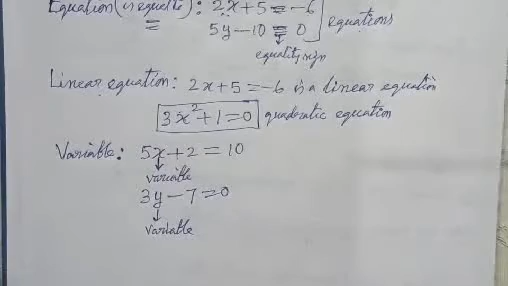 Equation (is equal to): 2x + 5 = -6
= 5y - 10 = 0 ] equations
equality sign
Linear equation: 2x + 5 = -6 is a linear equation
3x² + 1 = 0 quadratic equation
Variable: 5x + 2 = 10
variable
3y - 7 = 0
variable